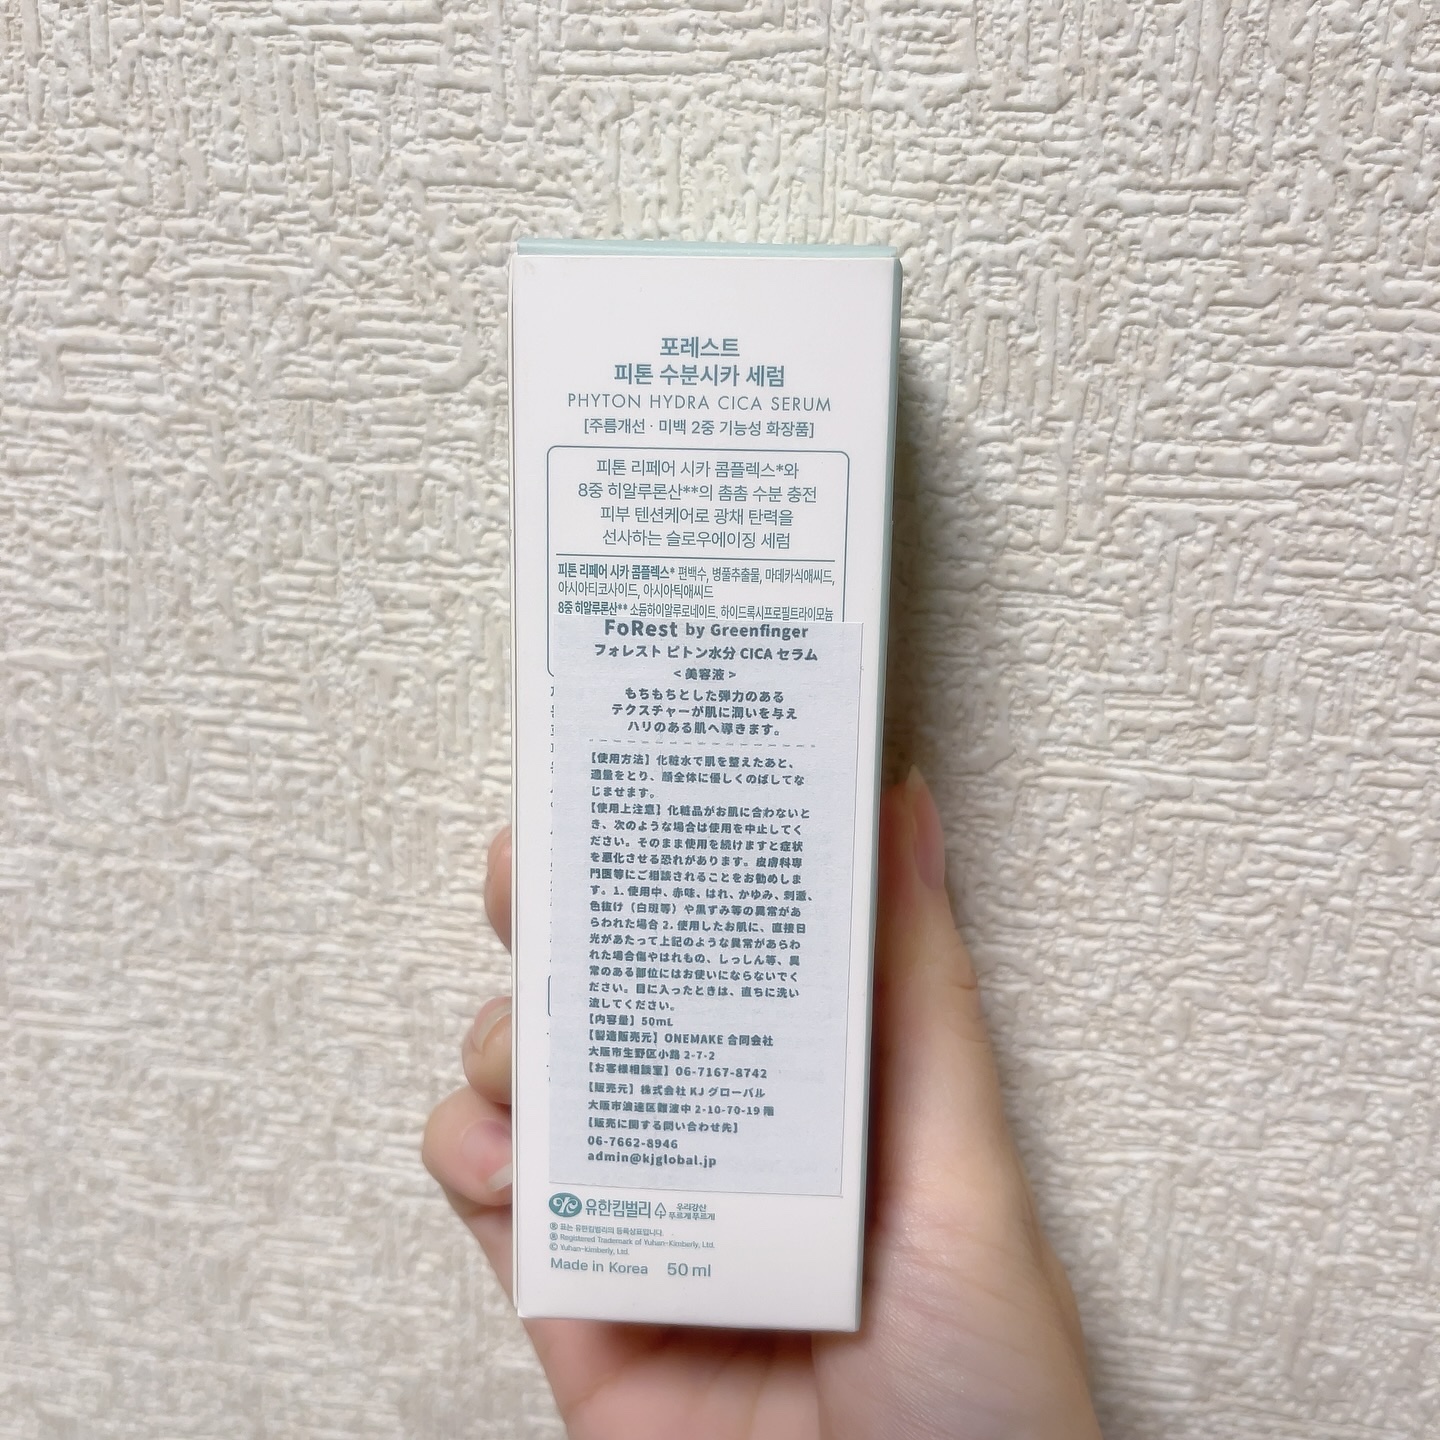 포레스트
피톤 수분시카 세럼
PHYTON HYDRA CICA SERUM
[주름개선 · 미백 2중 기능성 화장품]
피톤 리페어 시카 콤플렉스*와
8중 히알루론산**의 촘촘 수분 충전
피부 텐션케어로 광채 탄력을
선사하는 슬로우에이징 세럼
피톤 리페어 시카 콤플렉스* 편백수, 병풀추출물, 마데카식애씨드,
아시아티코사이드, 아시아틱애씨드
8중 히알루론산** 소듐하이알루로네이트, 하이드록시프로필트라이모늄
FoRest by Greenfinger
フォレスト ピトン水分 CICA セラム
<美容液>
もちもちとした弾力のある
テクスチャーが肌に潤いを与え
ハリのある肌へ導きます。
【使用方法】化粧水で肌を整えたあと、
適量をとり、顔全体に優しくのばしてな
じませます。
【使用上注意】化粧品がお肌に合わないと
き、次のような場合は使用を中止してく
ださい。そのまま使用を続けますと症状
を悪化させる恐れがあります。皮膚科専
門医等にご相談されることをお勧めしま
す。1. 使用中、赤味、はれ、かゆみ、刺激、
色抜け（白斑等）や黒ずみ等の異常があ
らわれた場合 2. 使用したお肌に、直接日
光があたって上記のような異常があらわ
れた場合傷やはれもの、しっしん等、異
常のある部位にはお使いにならないでく
ださい。目に入ったときは、直ちに洗い
流してください。
【内容量】50mL
【製造販売元】ONEMAKE 合同会社
大阪市生野区小路 2-7-2
【お客様相談室】06-7167-8742
【販売元】株式会社 KJ グローバル
大阪市浪速区難波中 2-10-70-19 階
【販売に関する問い合わせ先】
06-7662-8946
admin@kjglobal.jp
유한킴벌리 우리강산
푸르게 푸르게
® 표는 유한킴벌리의 등록상표입니다.
® Registered Trademark of Yuhan-Kimberly, Ltd.
© Yuhan-kimberly, Ltd.
Made in Korea 50 ml